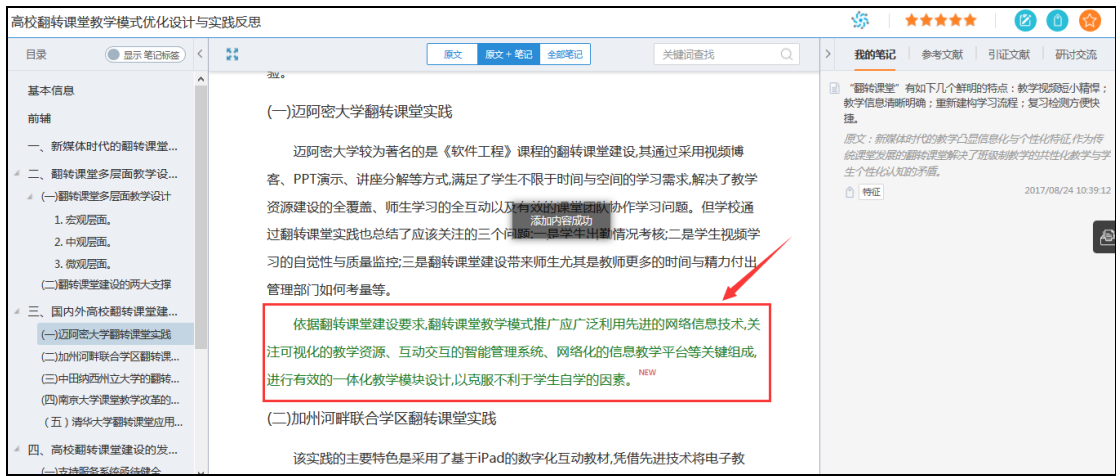 高校翻转课堂教学模式优化设计与实践反思
目录
显示 笔记标签
基本信息
前辅
一、新媒体时代的翻转课堂...
二、翻转课堂多层面教学设...
(一)翻转课堂多层面教学设计
1. 宏观层面。
2. 中观层面。
3. 微观层面。
(二)翻转课堂建设的两大支撑
三、国内外高校翻转课堂建...
(一)迈阿密大学翻转课堂实践
(二)加州河畔联合学区翻转课...
(三)中田纳西州立大学的翻转...
(四)南京大学课堂教学改革的...
（五）清华大学翻转课堂应用...
四、高校翻转课堂建设的发...
(一)支持服务系统亟待健全
原文
原文 + 笔记
全部笔记
关键词查找
验。
(一)迈阿密大学翻转课堂实践
迈阿密大学较为著名的是《软件工程》课程的翻转课堂建设,其通过采用视频博
客、PPT演示、讲座分解等方式,满足了学生不限于时间与空间的学习需求,解决了教学
资源建设的全覆盖、师生学习的全互动以及有效的课堂团队协作学习问题。但学校通
添加内容成功
过翻转课堂实践也总结了应该关注的三个问题:一是学生出勤情况考核;二是学生视频学
习的自觉性与质量监控;三是翻转课堂建设带来师生尤其是教师更多的时间与精力付出
管理部门如何考量等。
依据翻转课堂建设要求,翻转课堂教学模式推广应广泛利用先进的网络信息技术,关
注可视化的教学资源、互动交互的智能管理系统、网络化的信息教学平台等关键组成,
进行有效的一体化教学模块设计,以克服不利于学生自学的因素。NEW
(二)加州河畔联合学区翻转课堂实践
该实践的主要特色是采用了基于iPad的数字化互动教材,凭借先进技术将电子教
我的笔记
参考文献
引证文献
研讨交流
“翻转课堂”有如下几个鲜明的特点：教学视频短小精悍；
教学信息清晰明确；重新建构学习流程；复习检测方便快
捷。
原文：新媒体时代的教学凸显信息化与个性化特征,作为传
统课堂发展的翻转课堂解决了班级制教学的共性化教学与学
生个性化认知的矛盾。
特征
2017/08/24 10:39:12